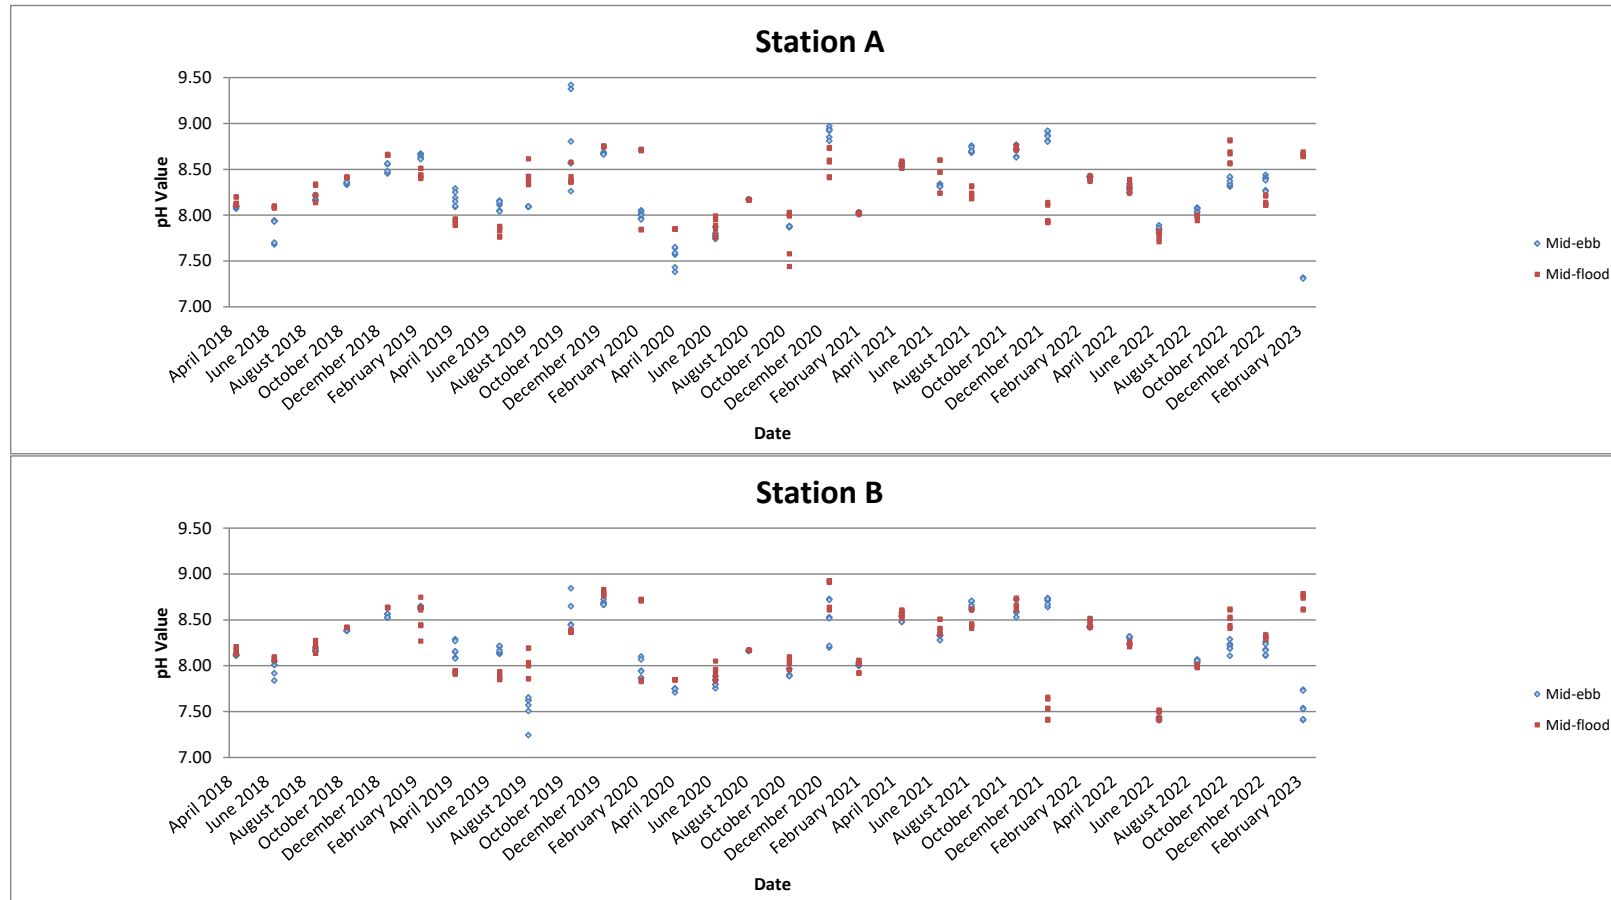 Station A
9.50
9.00
8.50
8.00
7.50
7.00
pH Value
April 2018
June 2018
August 2018
October 2018
December 2018
February 2019
April 2019
June 2019
August 2019
October 2019
December 2019
February 2020
April 2020
June 2020
August 2020
October 2020
December 2020
February 2021
April 2021
June 2021
August 2021
October 2021
December 2021
February 2022
April 2022
June 2022
August 2022
October 2022
December 2022
February 2023
Date
Mid-ebb
Mid-flood
Station B
9.50
9.00
8.50
8.00
7.50
7.00
pH Value
April 2018
June 2018
August 2018
October 2018
December 2018
February 2019
April 2019
June 2019
August 2019
October 2019
December 2019
February 2020
April 2020
June 2020
August 2020
October 2020
December 2020
February 2021
April 2021
June 2021
August 2021
October 2021
December 2021
February 2022
April 2022
June 2022
August 2022
October 2022
December 2022
February 2023
Date
Mid-ebb
Mid-flood